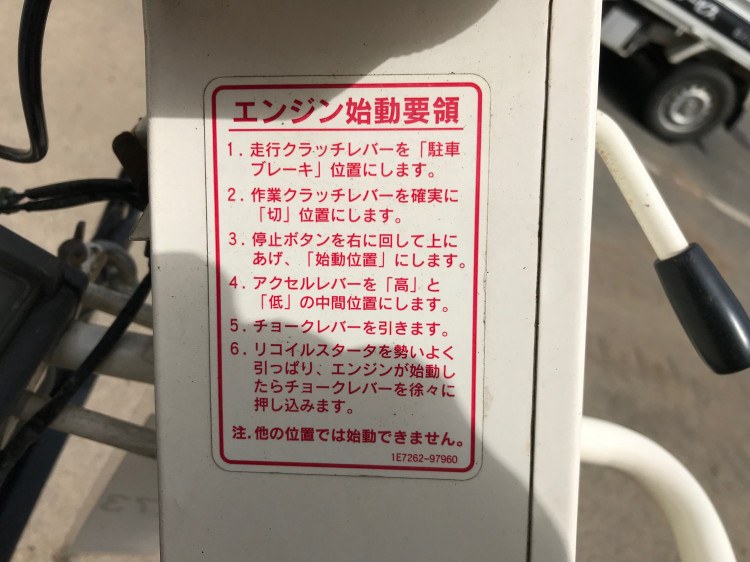 エンジン始動要領
1. 走行クラッチレバーを「駐車
ブレーキ」位置にします。
2. 作業クラッチレバーを確実に
「切」位置にします。
3. 停止ボタンを右に回して上に
あげ、「始動位置」にします。
4. アクセルレバーを「高」と
「低」の中間位置にします。
5. チョークレバーを引きます。
6. リコイルスタータを勢いよく
引っぱり、エンジンが始動し
たらチョークレバーを徐々に
押し込みます。
注. 他の位置では始動できません。
1E7262-97960